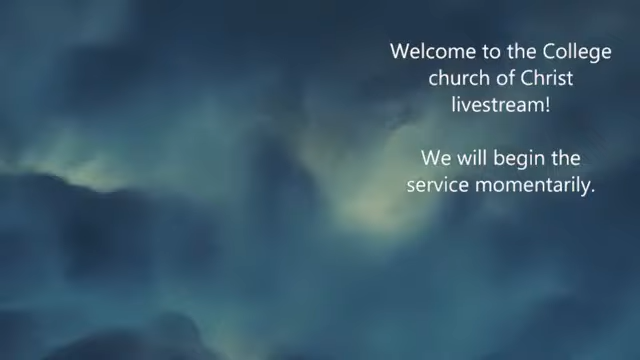 Welcome to the College
church of Christ
livestream!
We will begin the
service momentarily.